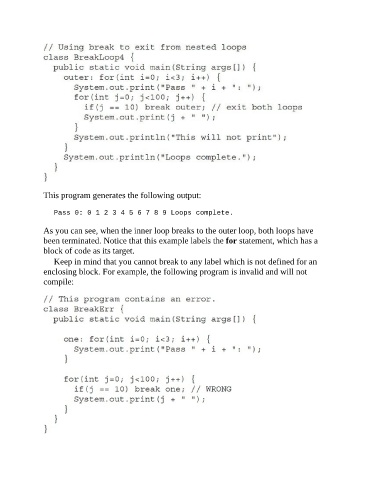 // Using break to exit from nested loops
class BreakLoop4 {
  public static void main(String args[]) {
    outer: for(int i=0; i<3; i++) {
      System.out.print("Pass " + i + ": ");
      for(int j=0; j<100; j++) {
        if(j == 10) break outer; // exit both loops
        System.out.print(j + " ");
      }
      System.out.println("This will not print");
    }
    System.out.println("Loops complete.");
  }
}
This program generates the following output:
Pass 0: 0 1 2 3 4 5 6 7 8 9 Loops complete.
As you can see, when the inner loop breaks to the outer loop, both loops have
been terminated. Notice that this example labels the for statement, which has a
block of code as its target.
Keep in mind that you cannot break to any label which is not defined for an
enclosing block. For example, the following program is invalid and will not
compile:
// This program contains an error.
class BreakErr {
  public static void main(String args[]) {
    one: for(int i=0; i<3; i++) {
      System.out.print("Pass " + i + ": ");
    }
    for(int j=0; j<100; j++) {
      if(j == 10) break one; // WRONG
      System.out.print(j + " ");
    }
  }
}